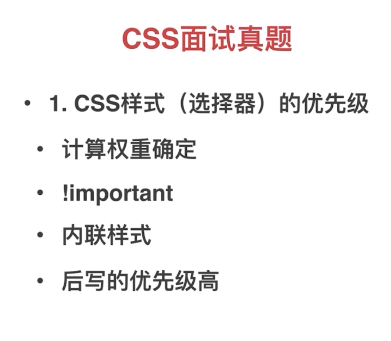 CSS面试真题
• 1. CSS样式（选择器）的优先级
• 计算权重确定
• !important
• 内联样式
• 后写的优先级高